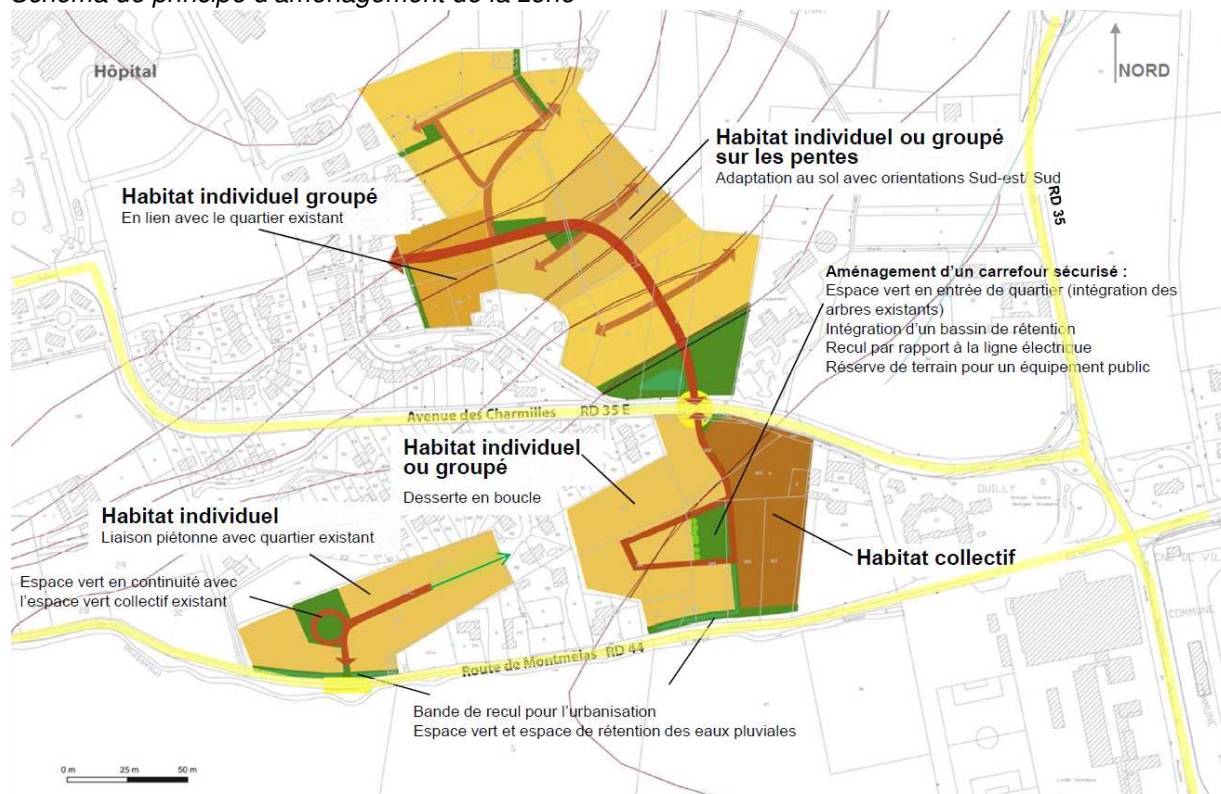 Schéma de principe d'aménagement de la zone
Hôpital
NORD
Habitat individuel ou groupé
sur les pentes
Adaptation au sol avec orientations Sud-est/ Sud
RD 35
Habitat individuel groupé
En lien avec le quartier existant
Aménagement d'un carrefour sécurisé :
Espace vert en entrée de quartier (intégration des
arbres existants)
Intégration d'un bassin de rétention
Recul par rapport à la ligne électrique
Réserve de terrain pour un équipement public
Avenue des Charmilles RD 35 E
Habitat individuel
ou groupé
Desserte en boucle
OUILLY
Habitat individuel
Liaison piétonne avec quartier existant
Habitat collectif
Espace vert en continuité avec
l'espace vert collectif existant
COMMUNE
Route de Montmelas RD 44
Bande de recul pour l'urbanisation
Espace vert et espace de rétention des eaux pluviales
0 m 25 m 50 m